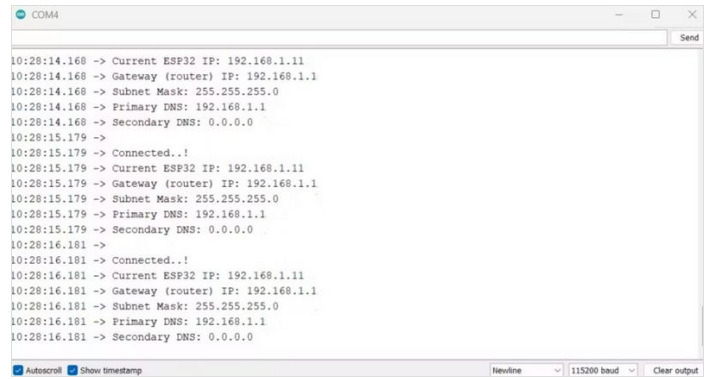 COM4
Send
10:28:14.168 -> Current ESP32 IP: 192.168.1.11
10:28:14.168 -> Gateway (router) IP: 192.168.1.1
10:28:14.168 -> Subnet Mask: 255.255.255.0
10:28:14.168 -> Primary DNS: 192.168.1.1
10:28:14.168 -> Secondary DNS: 0.0.0.0
10:28:15.179 ->
10:28:15.179 -> Connected..!
10:28:15.179 -> Current ESP32 IP: 192.168.1.11
10:28:15.179 -> Gateway (router) IP: 192.168.1.1
10:28:15.179 -> Subnet Mask: 255.255.255.0
10:28:15.179 -> Primary DNS: 192.168.1.1
10:28:15.179 -> Secondary DNS: 0.0.0.0
10:28:16.181 ->
10:28:16.181 -> Connected..!
10:28:16.181 -> Current ESP32 IP: 192.168.1.11
10:28:16.181 -> Gateway (router) IP: 192.168.1.1
10:28:16.181 -> Subnet Mask: 255.255.255.0
10:28:16.181 -> Primary DNS: 192.168.1.1
10:28:16.181 -> Secondary DNS: 0.0.0.0
Autoscroll Show timestamp Newline 115200 baud Clear output